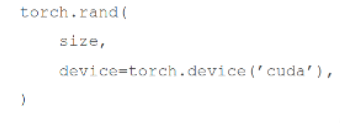 torch.rand(
    size,
    device=torch.device('cuda'),
)